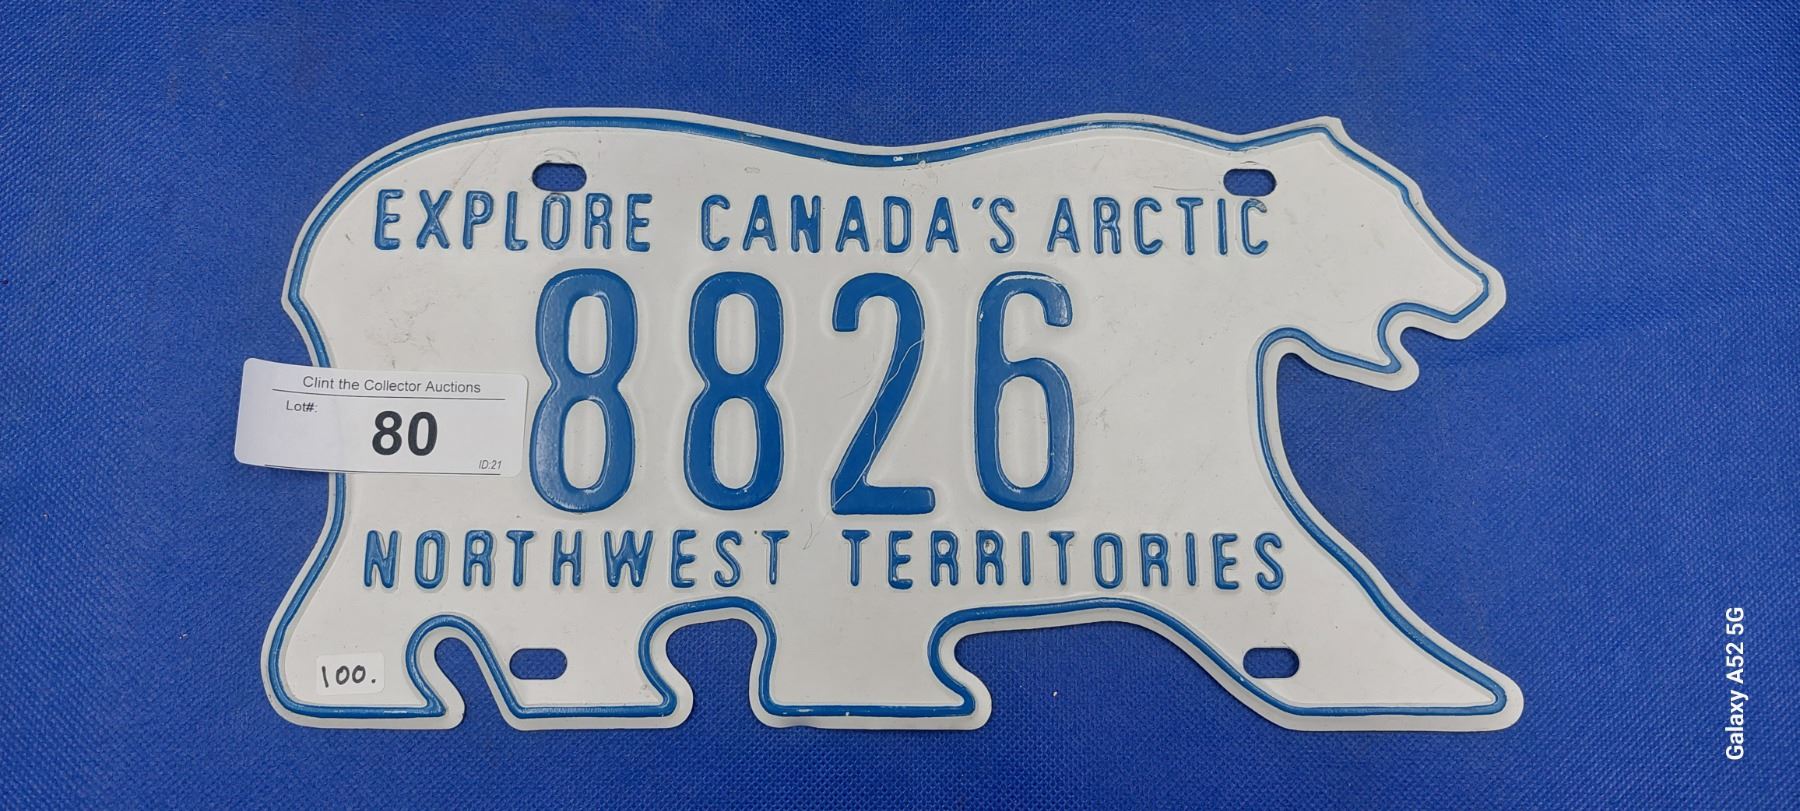 EXPLORE CANADA'S ARCTIC
8826
Clint the Collector Auctions
Lot#:
80
ID:21
NORTHWEST TERRITORIES
100.
Galaxy A52 5G